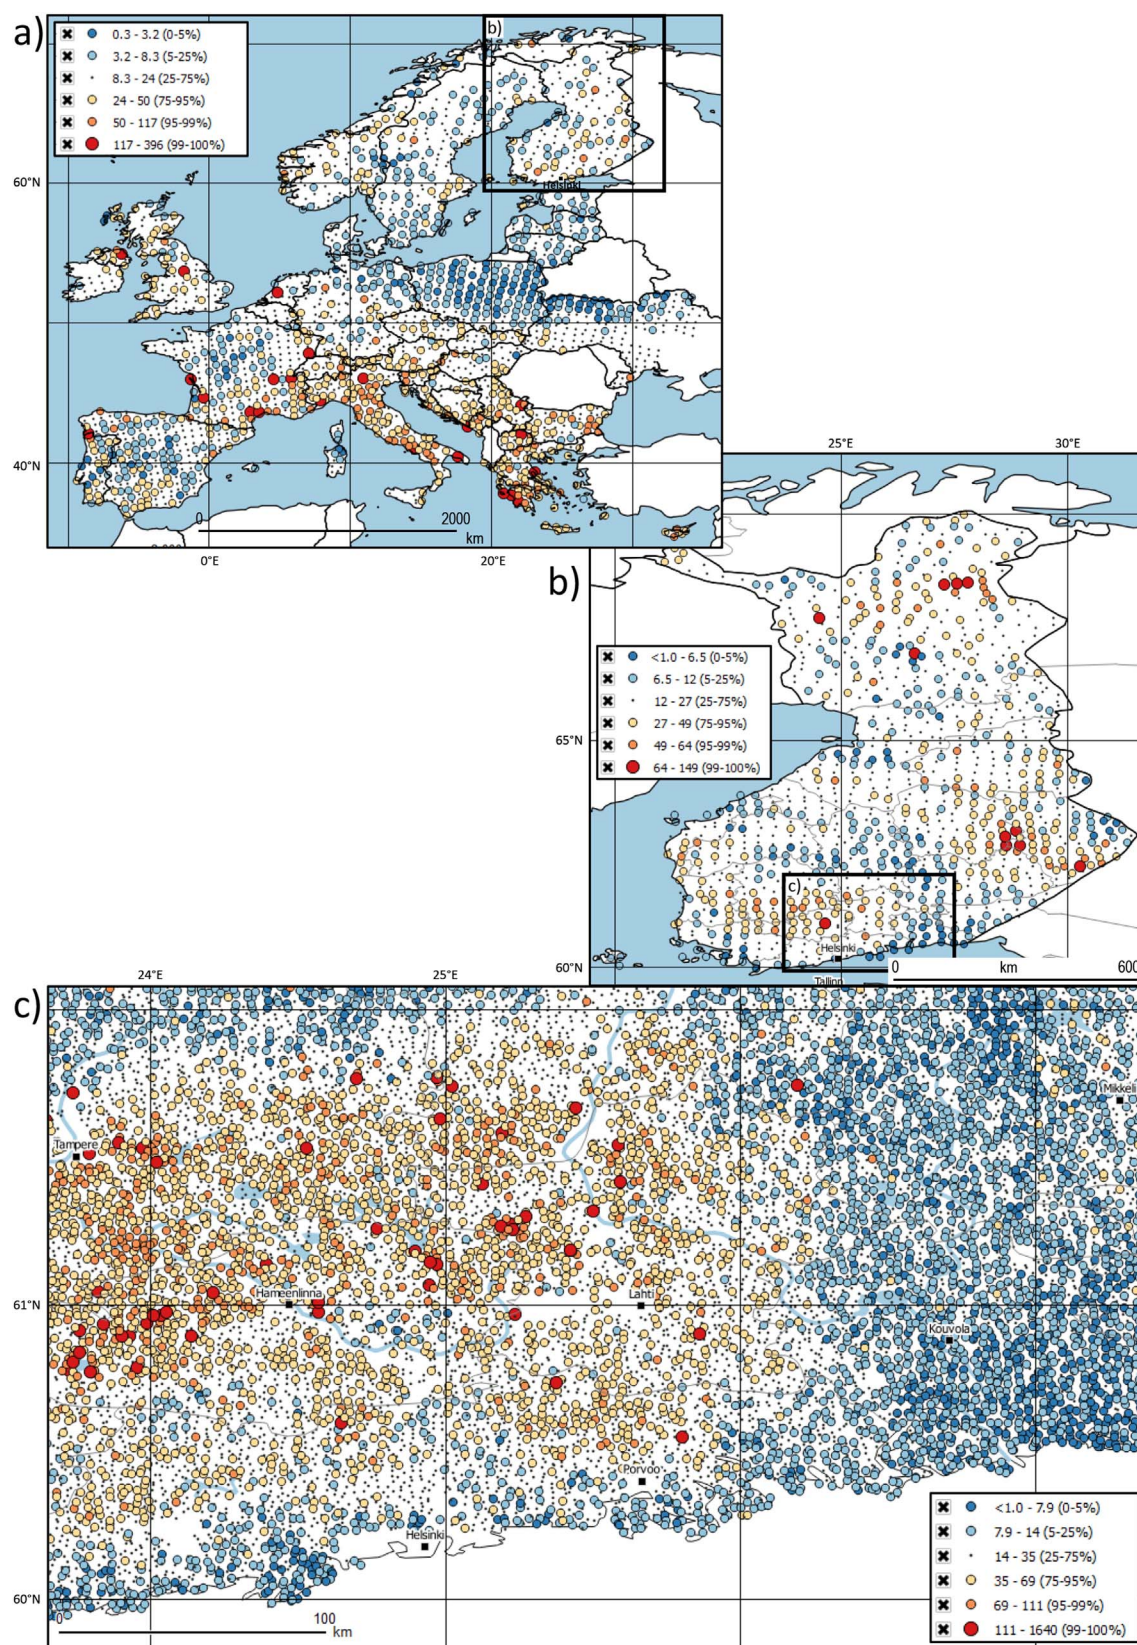 a)
0.3 - 3.2 (0-5%)
3.2 - 8.3 (5-25%)
8.3 - 24 (25-75%)
24 - 50 (75-95%)
50 - 117 (95-99%)
117 - 396 (99-100%)
b)
60°N
Helsinki
40°N
0
2000
km
0°E
20°E
25°E
30°E
b)
<1.0 - 6.5 (0-5%)
6.5 - 12 (5-25%)
12 - 27 (25-75%)
27 - 49 (75-95%)
49 - 64 (95-99%)
64 - 149 (99-100%)
65°N
c)
Helsinki
60°N
0 km 600
Tallinn
24°E
25°E
c)
Mikkeli
Tampere
Hämeenlinna
61°N
Lahti
Kouvola
Porvoo
Helsinki
60°N
0
100
km
<1.0 - 7.9 (0-5%)
7.9 - 14 (5-25%)
14 - 35 (25-75%)
35 - 69 (75-95%)
69 - 111 (95-99%)
111 - 1640 (99-100%)